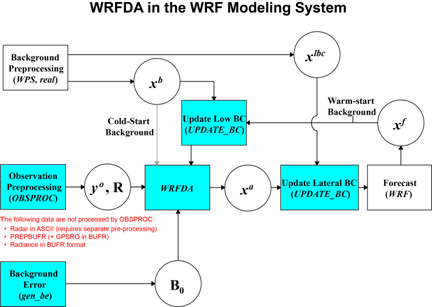 WRFDA in the WRF Modeling System
Background
Preprocessing
(WPS, real)
x^b
x^lbc
Cold-Start
Background
Update Low BC
(UPDATE_BC)
Warm-start
Background
x^f
Observation
Preprocessing
(OBSPROC)
y^o, R
WRFDA
x^a
Update Lateral BC
(UPDATE_BC)
Forecast
(WRF)
The following data are not processed by OBSPROC:
• Radar in ASCII (requires separate pre-processing)
• PREPBUFR (+ GPSRO in BUFR)
• Radiance in BUFR format
Background
Error
(gen_be)
B₀